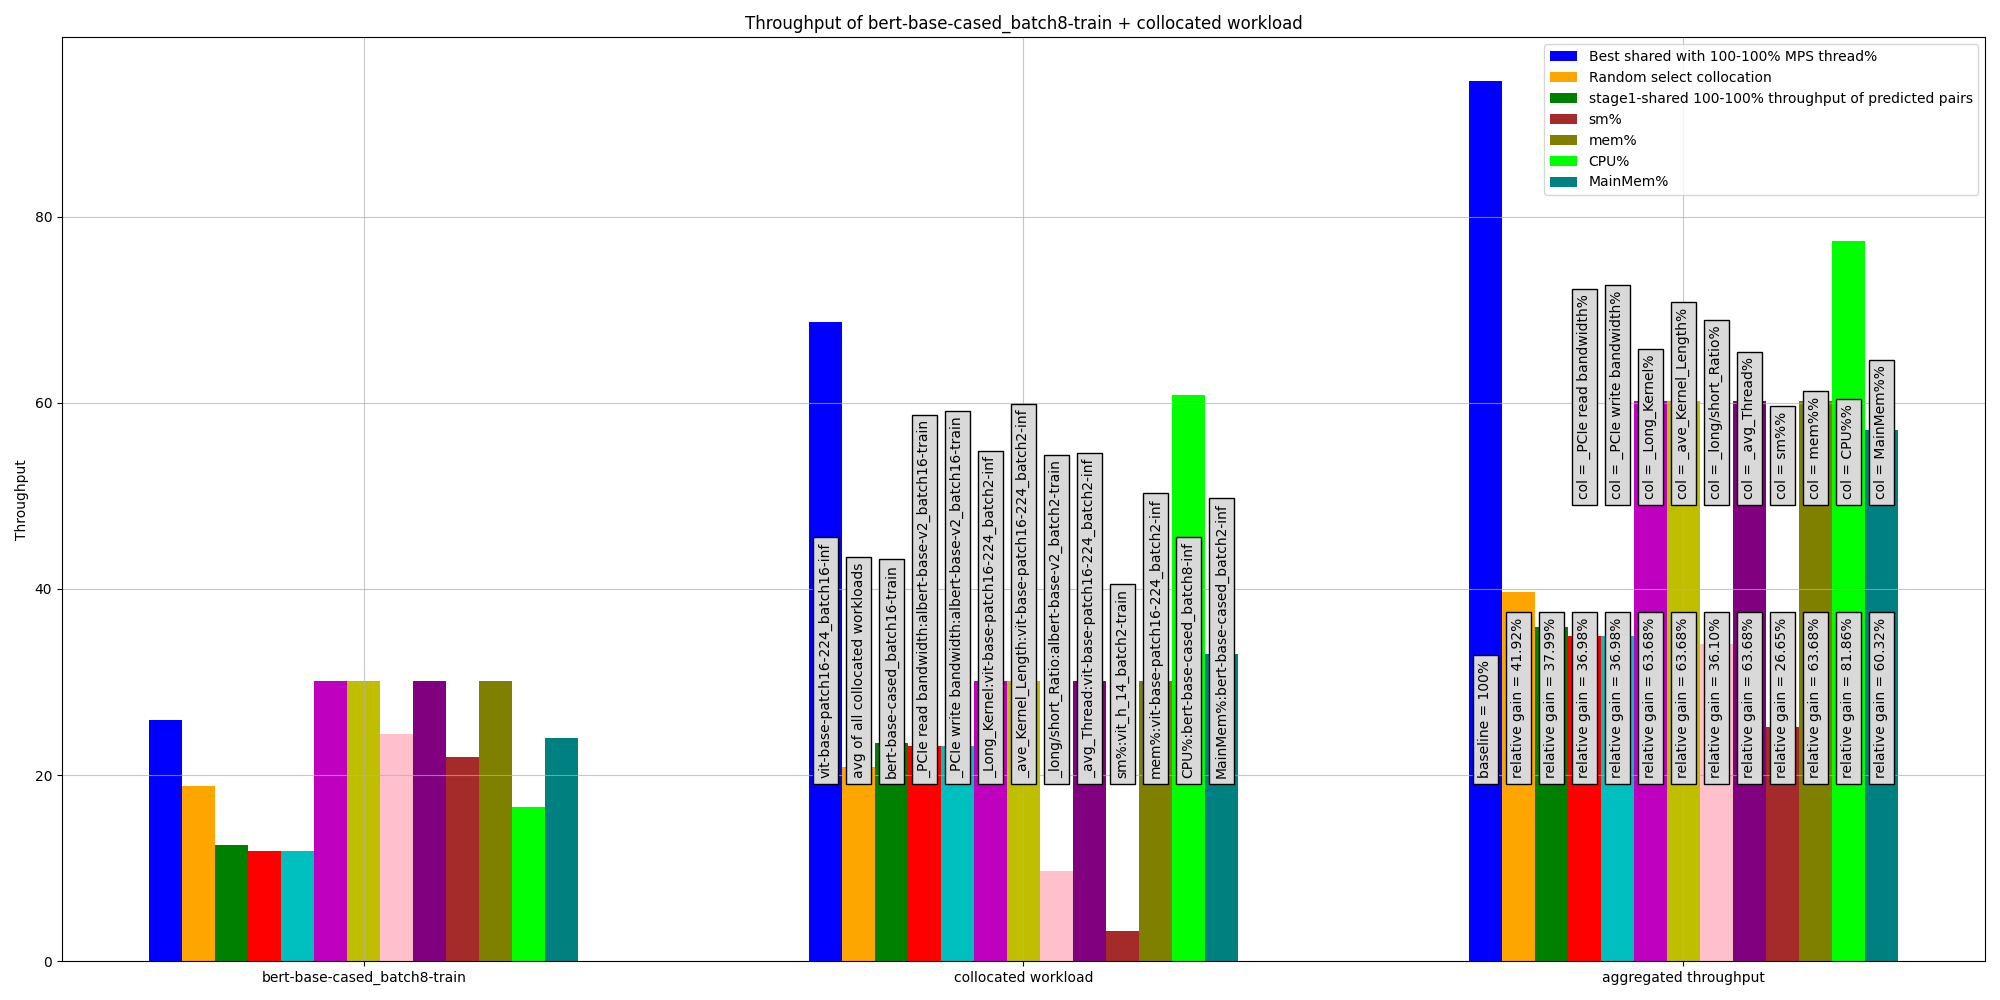 Throughput of bert-base-cased_batch8-train + collocated workload
Best shared with 100-100% MPS thread%
Random select collocation
stage1-shared 100-100% throughput of predicted pairs
sm%
mem%
CPU%
MainMem%
Throughput
80
60
40
20
0
vit-base-patch16-224_batch16-inf
avg of all collocated workloads
bert-base-cased_batch16-train
_PCIe read bandwidth:albert-base-v2_batch16-train
_PCIe write bandwidth:albert-base-v2_batch16-train
_Long_Kernel:vit-base-patch16-224_batch2-inf
_ave_Kernel_Length:vit-base-patch16-224_batch2-inf
_long/short_Ratio:albert-base-v2_batch2-train
_avg_Thread:vit-base-patch16-224_batch2-inf
sm%:vit_h_14_batch2-train
mem%:vit-base-patch16-224_batch2-inf
CPU%:bert-base-cased_batch8-inf
MainMem%:bert-base-cased_batch2-inf
col = _PCIe read bandwidth%
col = _PCIe write bandwidth%
col = _Long_Kernel%
col = _ave_Kernel_Length%
col = _long/short_Ratio%
col = _avg_Thread%
col = sm%%
col = mem%%
col = CPU%%
col = MainMem%%
baseline = 100%
relative gain = 41.92%
relative gain = 37.99%
relative gain = 36.98%
relative gain = 36.98%
relative gain = 63.68%
relative gain = 63.68%
relative gain = 36.10%
relative gain = 63.68%
relative gain = 26.65%
relative gain = 63.68%
relative gain = 81.86%
relative gain = 60.32%
bert-base-cased_batch8-train
collocated workload
aggregated throughput